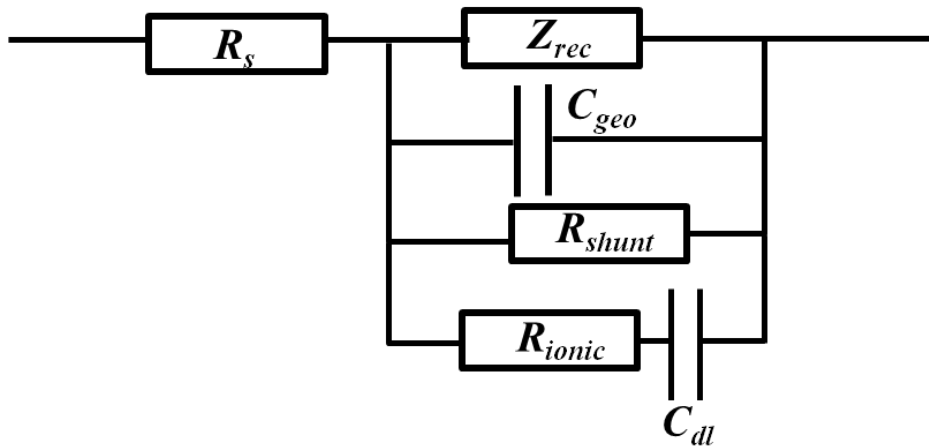 R_s
Z_rec
C_geo
R_shunt
R_ionic
C_dl